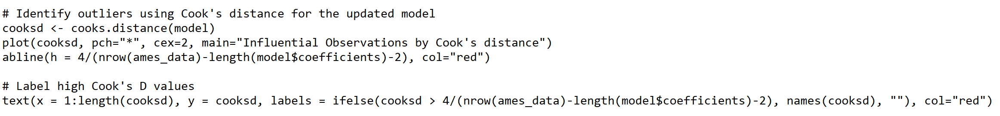 # Identify outliers using Cook's distance for the updated model
cooksd <- cooks.distance(model)
plot(cooksd, pch="*", cex=2, main="Influential Observations by Cook's distance")
abline(h = 4/(nrow(ames_data)-length(model$coefficients)-2), col="red")

# Label high Cook's D values
text(x = 1:length(cooksd), y = cooksd, labels = ifelse(cooksd > 4/(nrow(ames_data)-length(model$coefficients)-2), names(cooksd), ""), col="red")